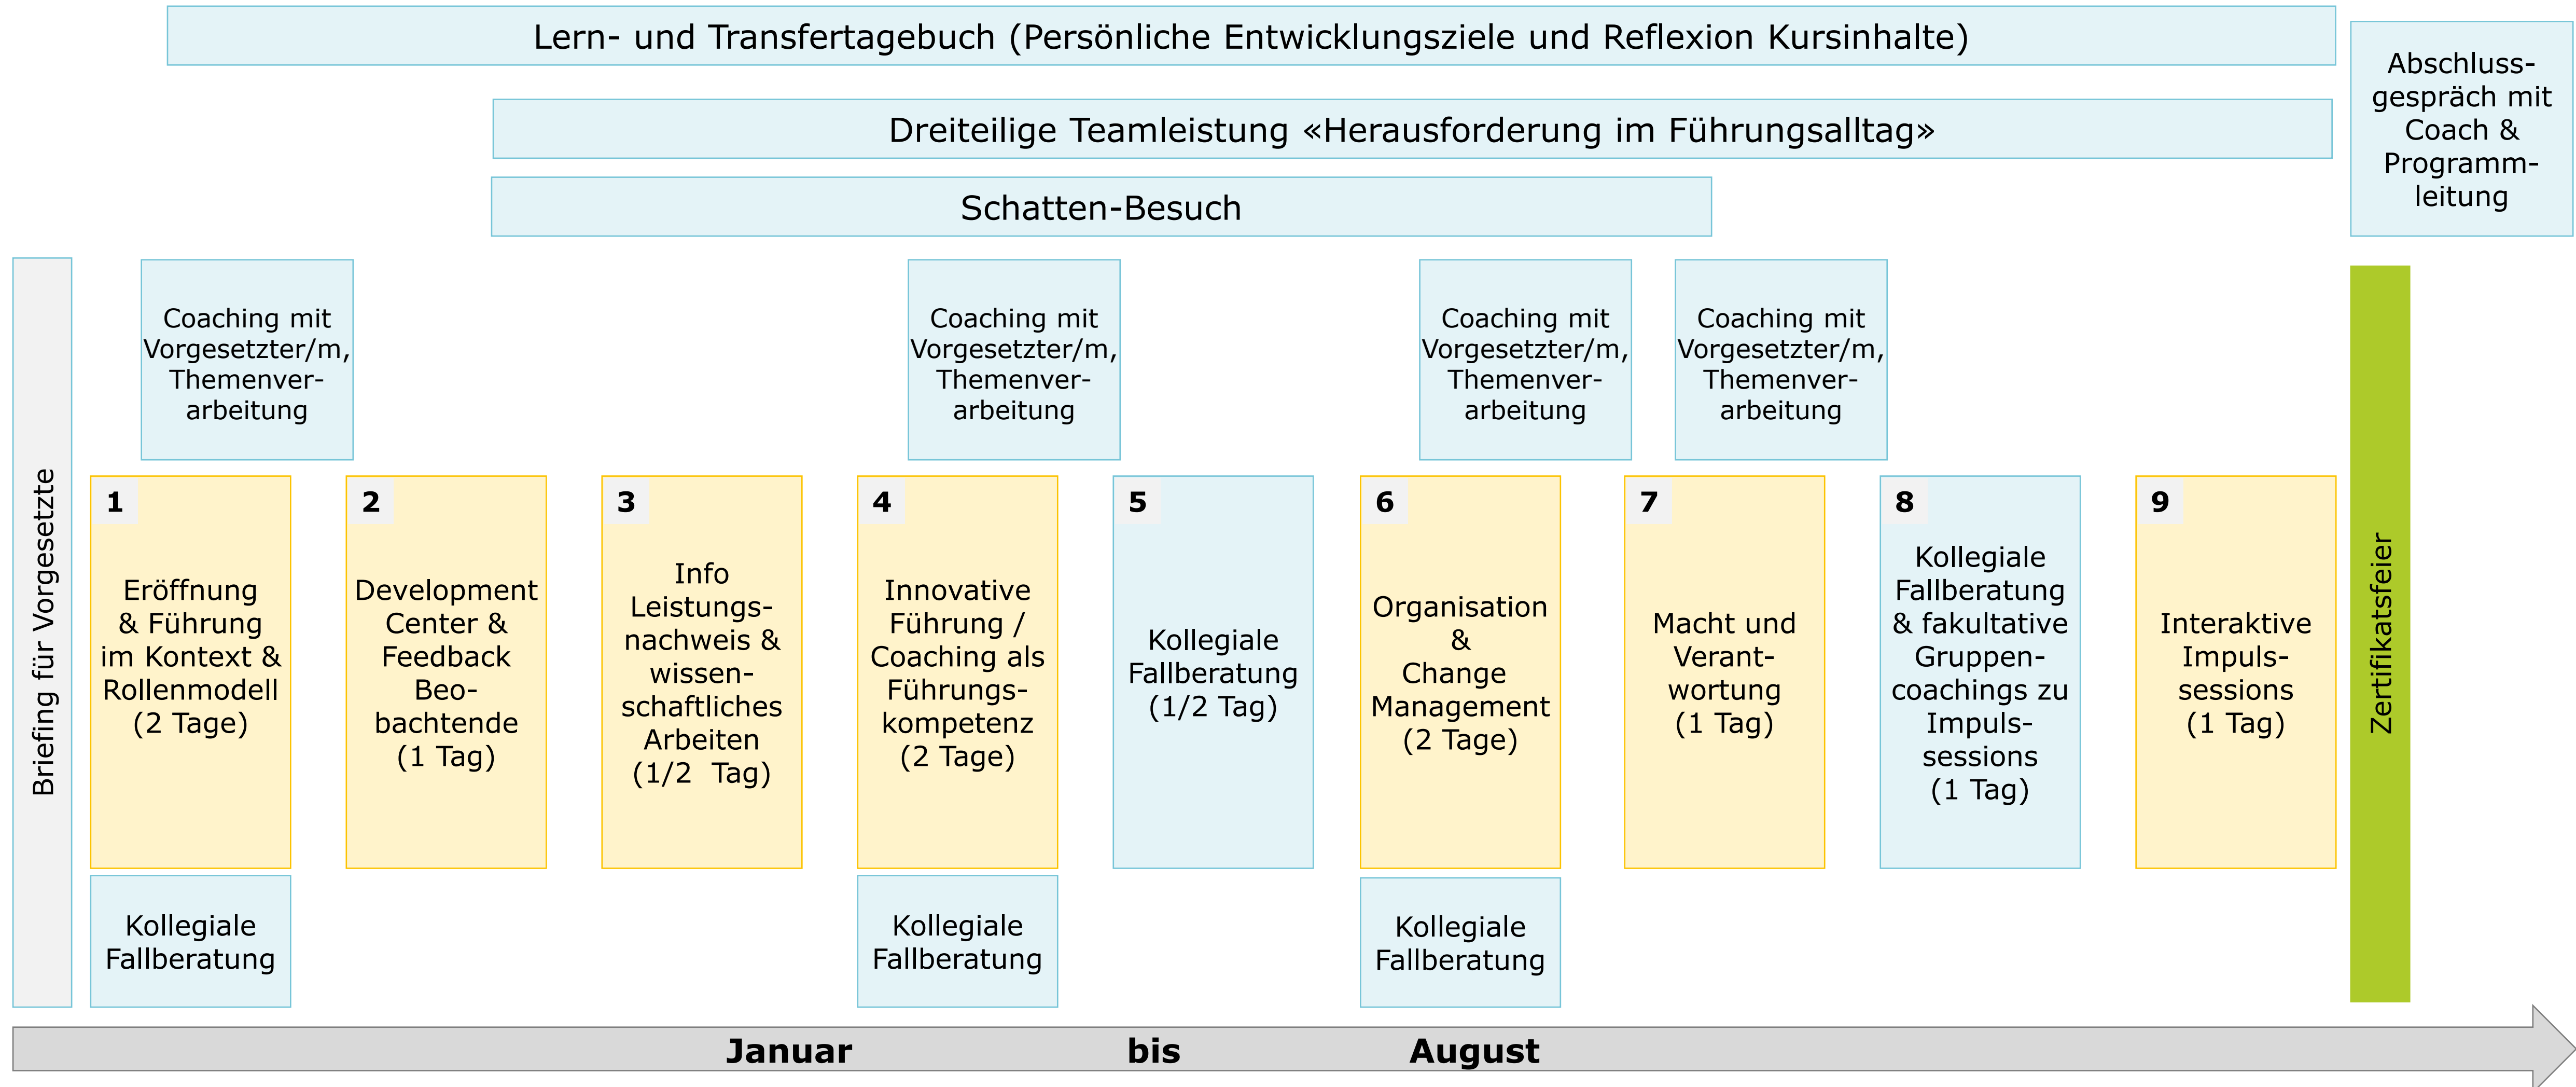 Lern- und Transfertagebuch (Persönliche Entwicklungsziele und Reflexion Kursinhalte)
Abschluss-
gespräch mit
Coach &
Programm-
leitung
Dreiteilige Teamleistung «Herausforderung im Führungsalltag»
Schatten-Besuch
Briefing für Vorgesetzte
Coaching mit
Vorgesetzter/m,
Themenver-
arbeitung
Coaching mit
Vorgesetzter/m,
Themenver-
arbeitung
Coaching mit
Vorgesetzter/m,
Themenver-
arbeitung
Coaching mit
Vorgesetzter/m,
Themenver-
arbeitung
1
Eröffnung
& Führung
im Kontext &
Rollenmodell
(2 Tage)
2
Development
Center &
Feedback
Beo-
bachtende
(1 Tag)
3
Info
Leistungs-
nachweis &
wissen-
schaftliches
Arbeiten
(1/2  Tag)
4
Innovative
Führung /
Coaching als
Führungs-
kompetenz
(2 Tage)
5
Kollegiale
Fallberatung
(1/2 Tag)
6
Organisation
&
Change
Management
(2 Tage)
7
Macht und
Verant-
wortung
(1 Tag)
8
Kollegiale
Fallberatung
& fakultative
Gruppen-
coachings zu
Impuls-
sessions
(1 Tag)
9
Interaktive
Impuls-
sessions
(1 Tag)
Zertifikatsfeier
Kollegiale
Fallberatung
Kollegiale
Fallberatung
Kollegiale
Fallberatung
Januar bis August